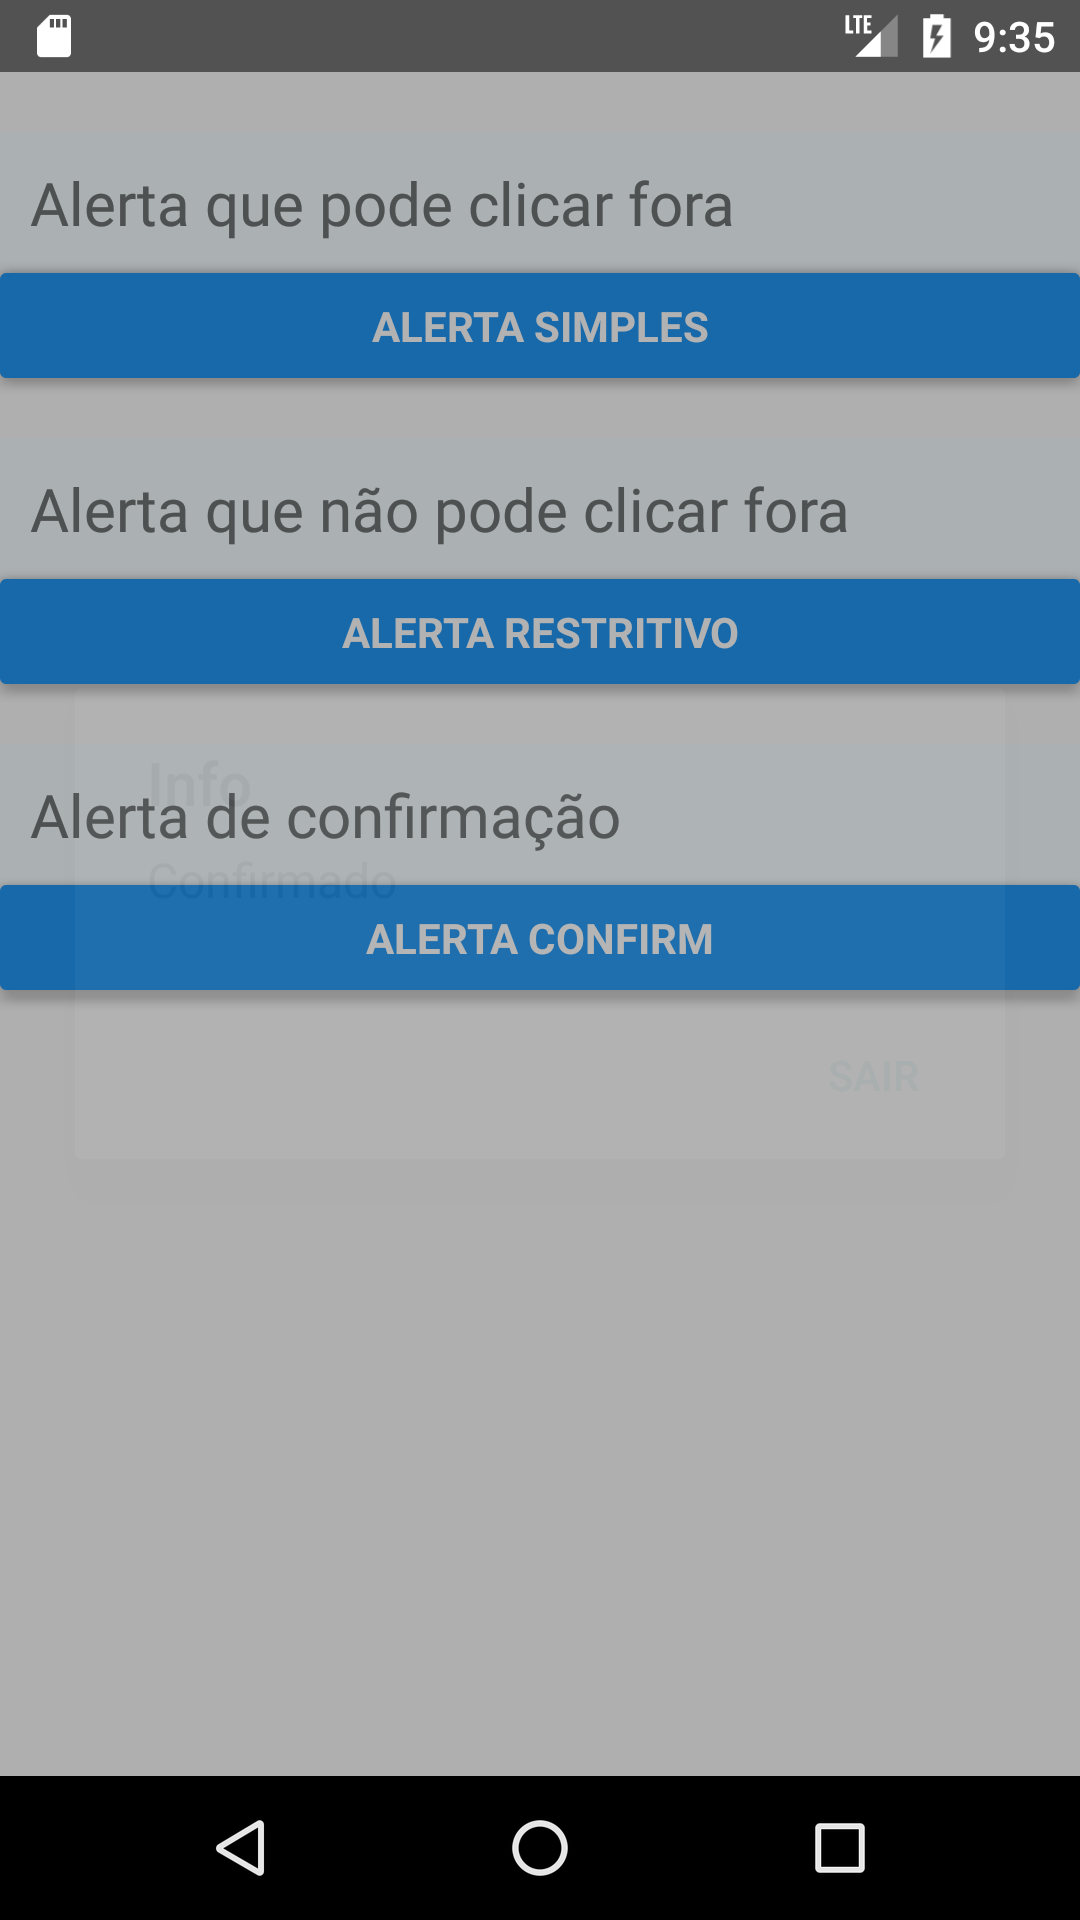 LTE 9:35
Alerta que pode clicar fora
ALERTA SIMPLES
Alerta que não pode clicar fora
ALERTA RESTRITIVO
Info
Alerta de confirmação
Confirmado
ALERTA CONFIRM
SAIR